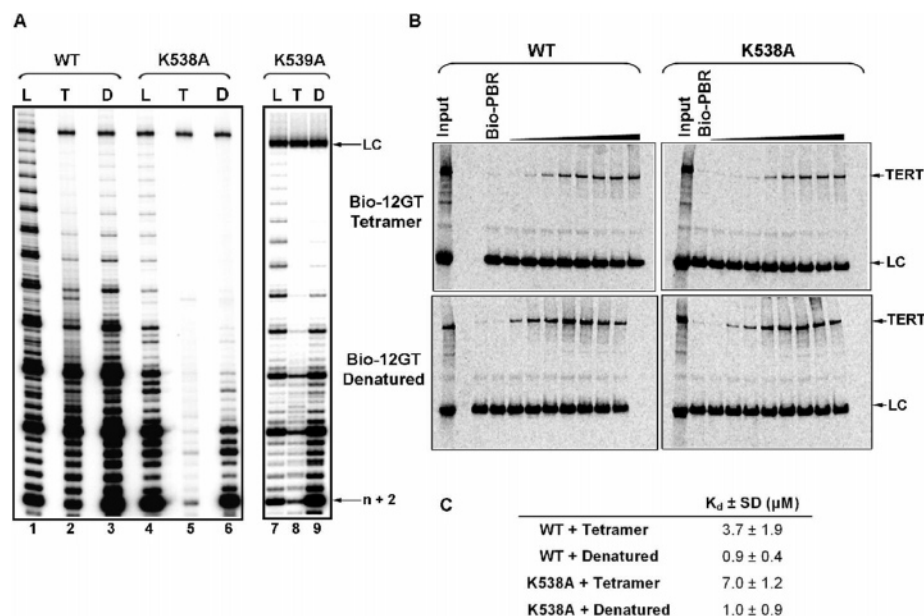 A
WT K538A K539A
L T D L T D L T D
LC
n + 2
1 2 3 4 5 6 7 8 9
B
WT K538A
Input Bio-PBR Input Bio-PBR
Bio-12GT
Tetramer
TERT
LC
Bio-12GT
Denatured
TERT
LC
C
Kd ± SD (µM)
WT + Tetramer 3.7 ± 1.9
WT + Denatured 0.9 ± 0.4
K538A + Tetramer 7.0 ± 1.2
K538A + Denatured 1.0 ± 0.9